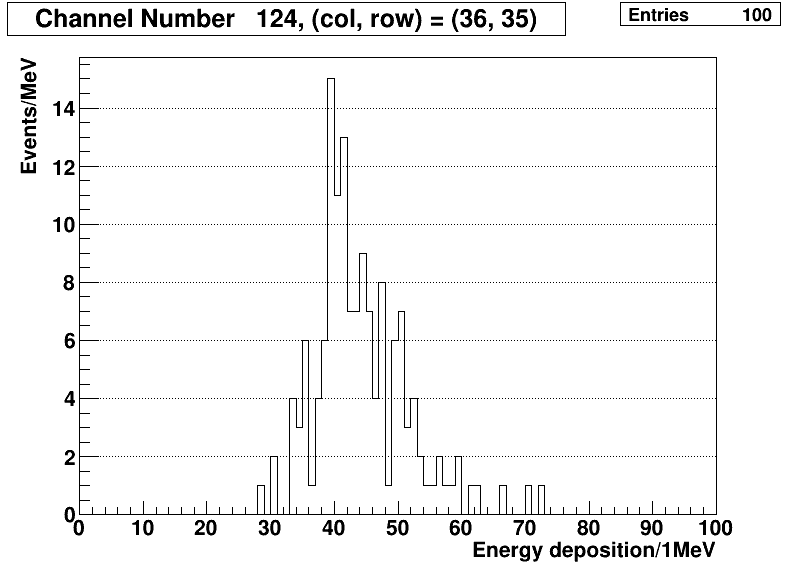 Channel Number 124, (col, row) = (36, 35)
Entries 100
Events/MeV
14
12
10
8
6
4
2
0
0 10 20 30 40 50 60 70 80 90 100
Energy deposition/1MeV